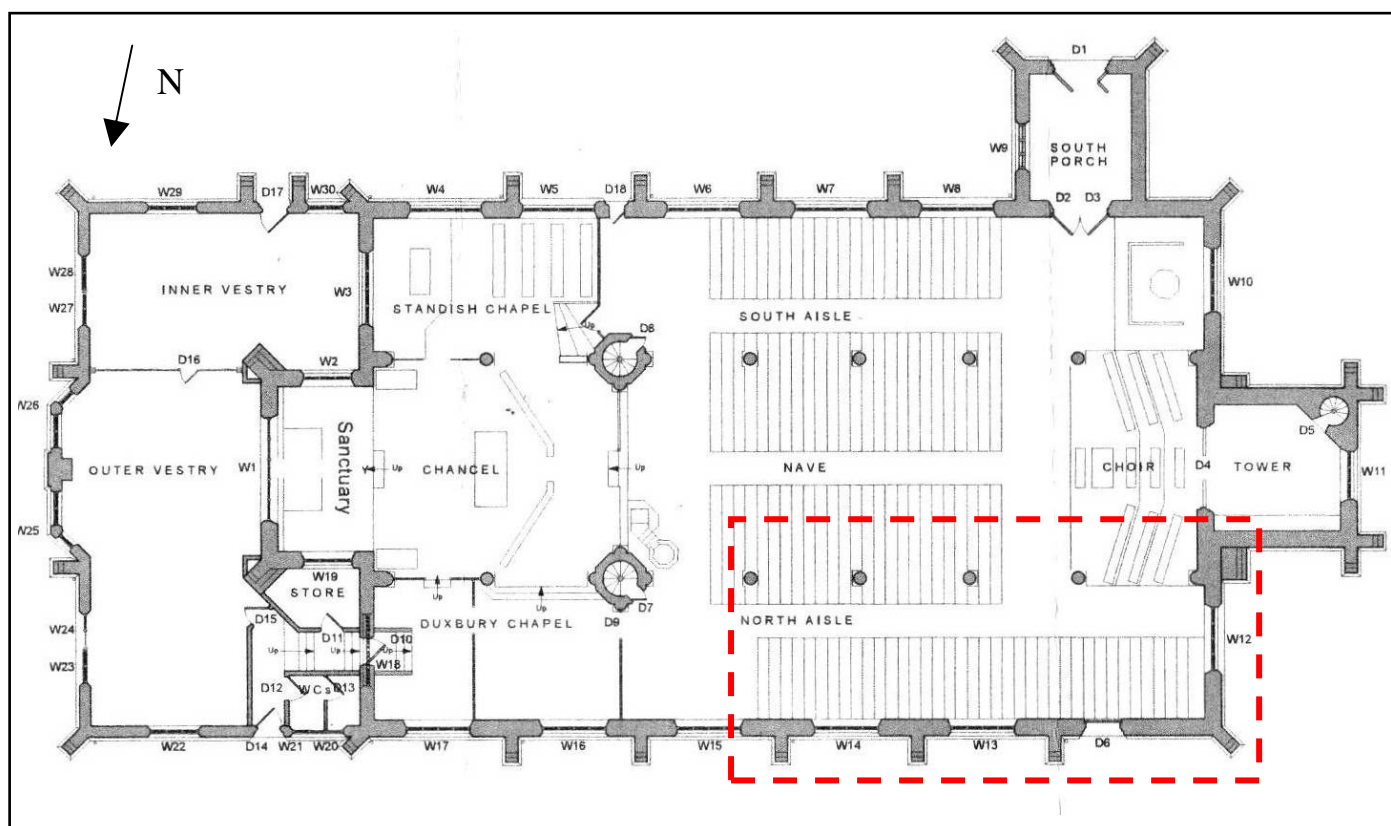 N
D1
W9
SOUTH
PORCH
D2
D3
W29
D17
W30
W4
W5
D18
W6
W7
W8
W28
W27
INNER VESTRY
W3
STANDISH CHAPEL
Up
D8
SOUTH AISLE
W10
D16
W2
W26
W25
OUTER VESTRY
W1
Sanctuary
Up
CHANCEL
Up
NAVE
CHOIR
D4
TOWER
D5
W11
W19
STORE
Up
Up
DUXBURY CHAPEL
D9
D7
NORTH AISLE
W12
W24
W23
D15
D11
D10
Up
Up
Up
W18
D12
WCs
D13
W22
D14
W21
W20
W17
W16
W15
W14
W13
D6